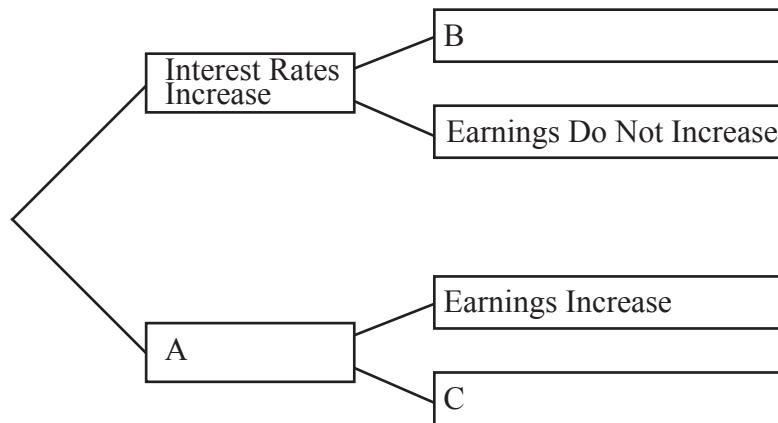 B
Interest Rates
Increase
Earnings Do Not Increase
Earnings Increase
A
C